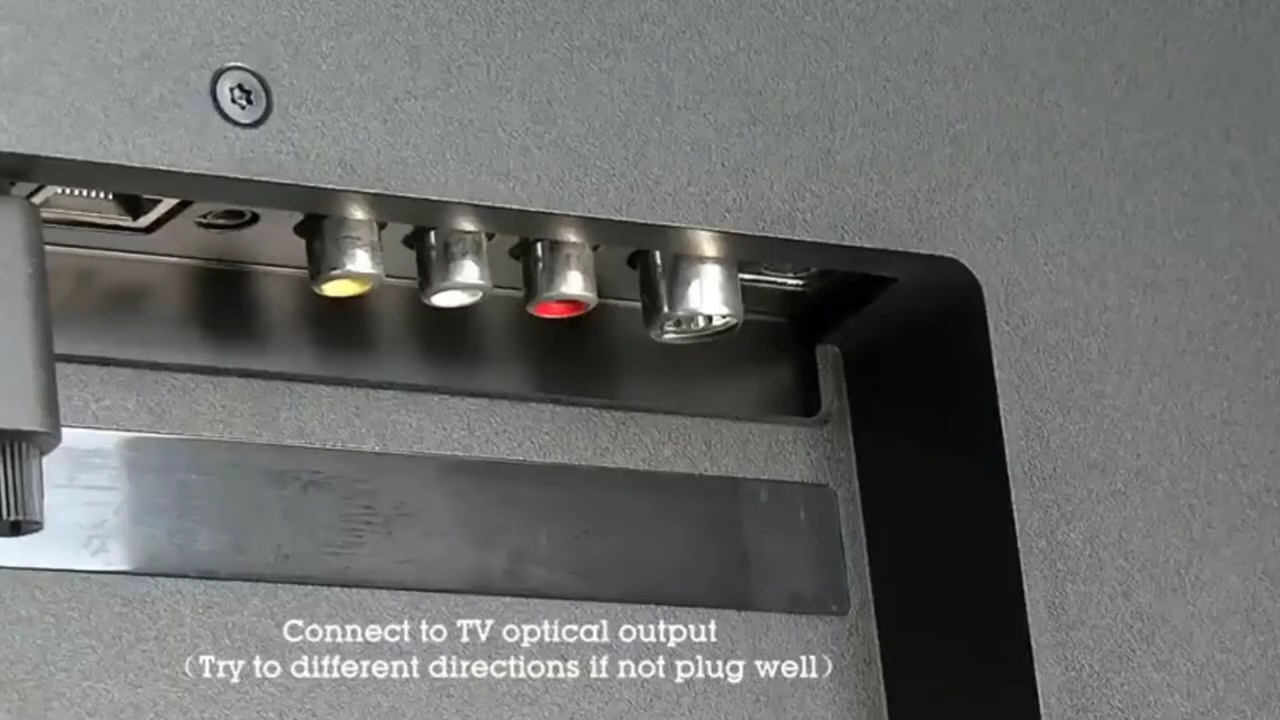 Connect to TV optical output
（Try to different directions if not plug well）